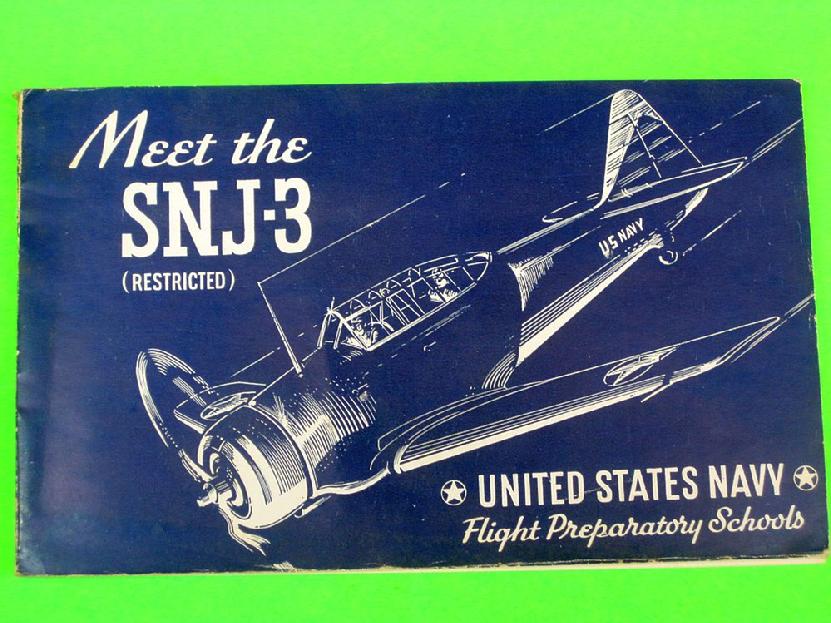 Meet the
SNJ-3
(RESTRICTED)
US NAVY
UNITED STATES NAVY
Flight Preparatory Schools